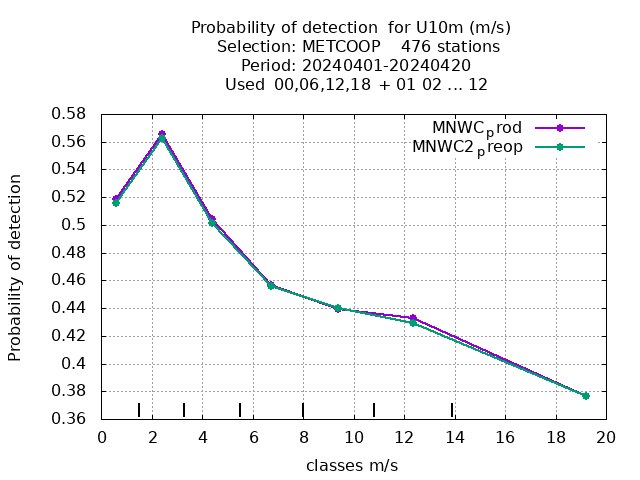 Probability of detection  for U10m (m/s)
Selection: METCOOP    476 stations
Period: 20240401-20240420
Used  00,06,12,18 + 01 02 ... 12
MNWCprod
MNWC2preop
Probability of detection
0.58
0.56
0.54
0.52
0.5
0.48
0.46
0.44
0.42
0.4
0.38
0.36
0 2 4 6 8 10 12 14 16 18 20
classes m/s